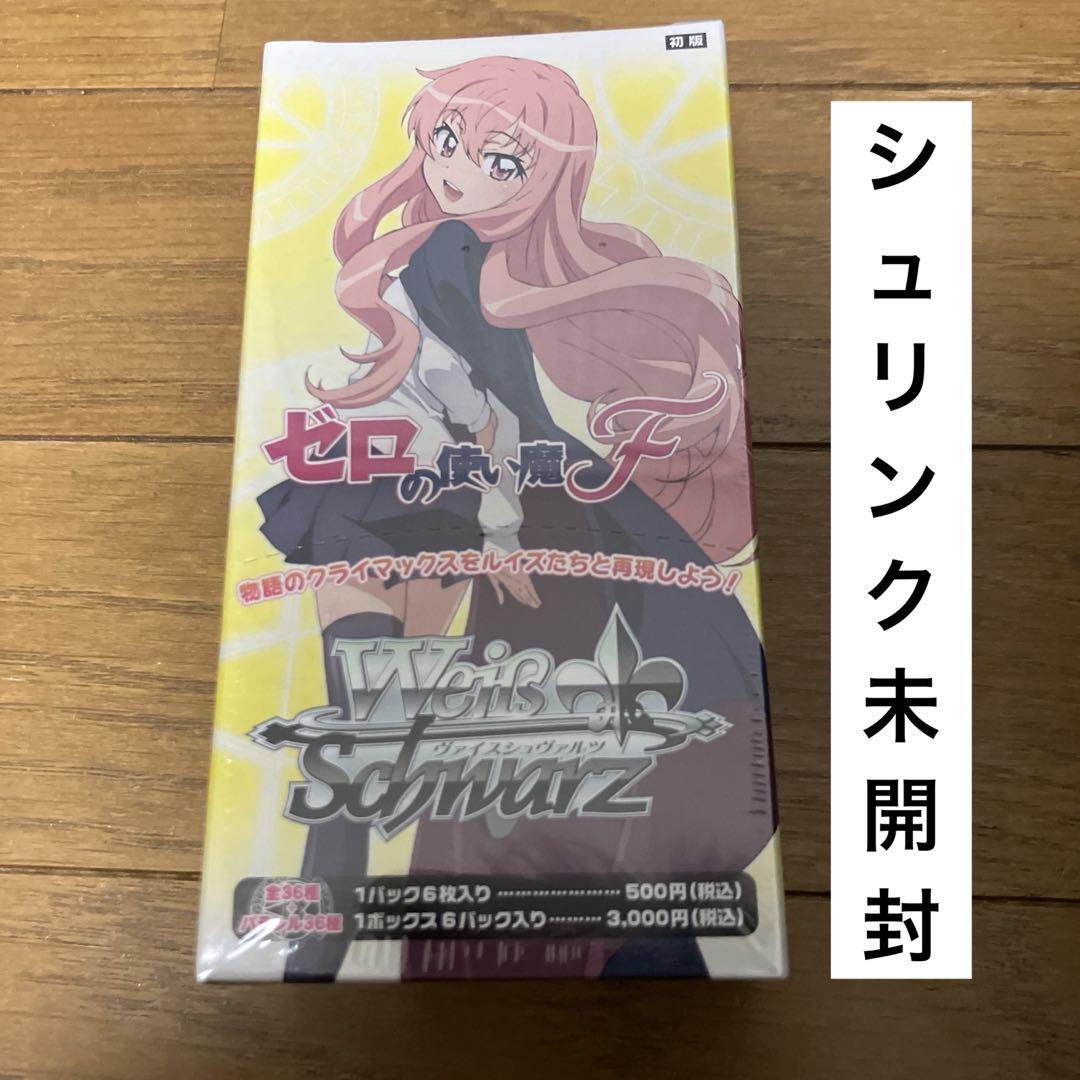 初版
ゼロの使い魔F
物語のクライマックスをルイズたちと再現しよう!
Weiß
ヴァイスシュヴァルツ
Schwarz
全36種
+
パラレル36種
1パック6枚入り ………………… 500円(税込)
1ボックス6パック入り ……… 3,000円(税込)
シュリンク未開封